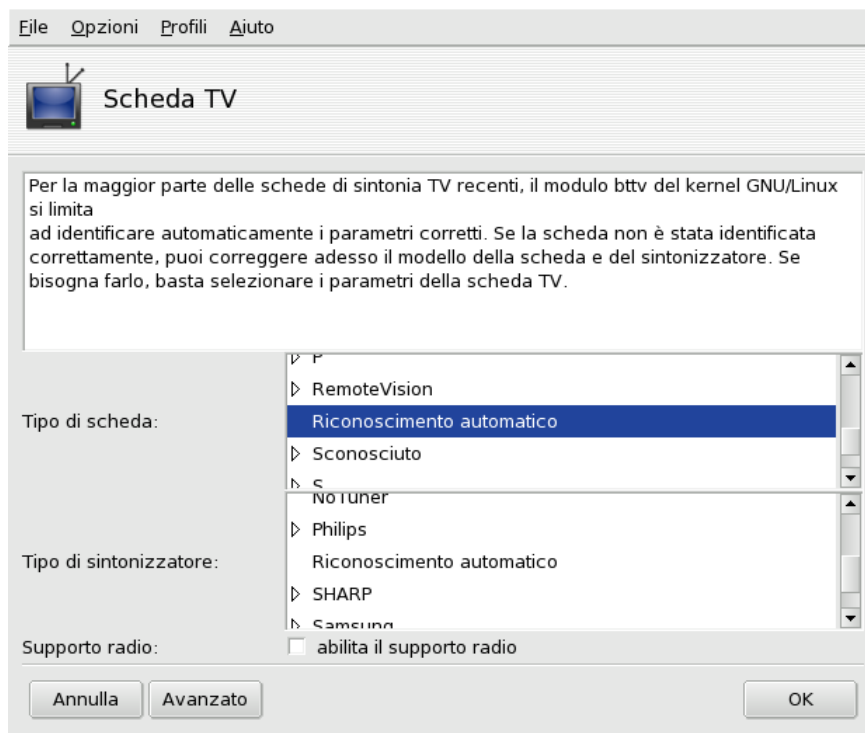 File Opzioni Profili Aiuto
Scheda TV
Per la maggior parte delle schede di sintonia TV recenti, il modulo bttv del kernel GNU/Linux
si limita
ad identificare automaticamente i parametri corretti. Se la scheda non è stata identificata
correttamente, puoi correggere adesso il modello della scheda e del sintonizzatore. Se
bisogna farlo, basta selezionare i parametri della scheda TV.
P
RemoteVision
Tipo di scheda:
Riconoscimento automatico
Sconosciuto
S
NoTuner
Philips
Tipo di sintonizzatore:
Riconoscimento automatico
SHARP
Samsung
Supporto radio:
abilita il supporto radio
Annulla Avanzato OK